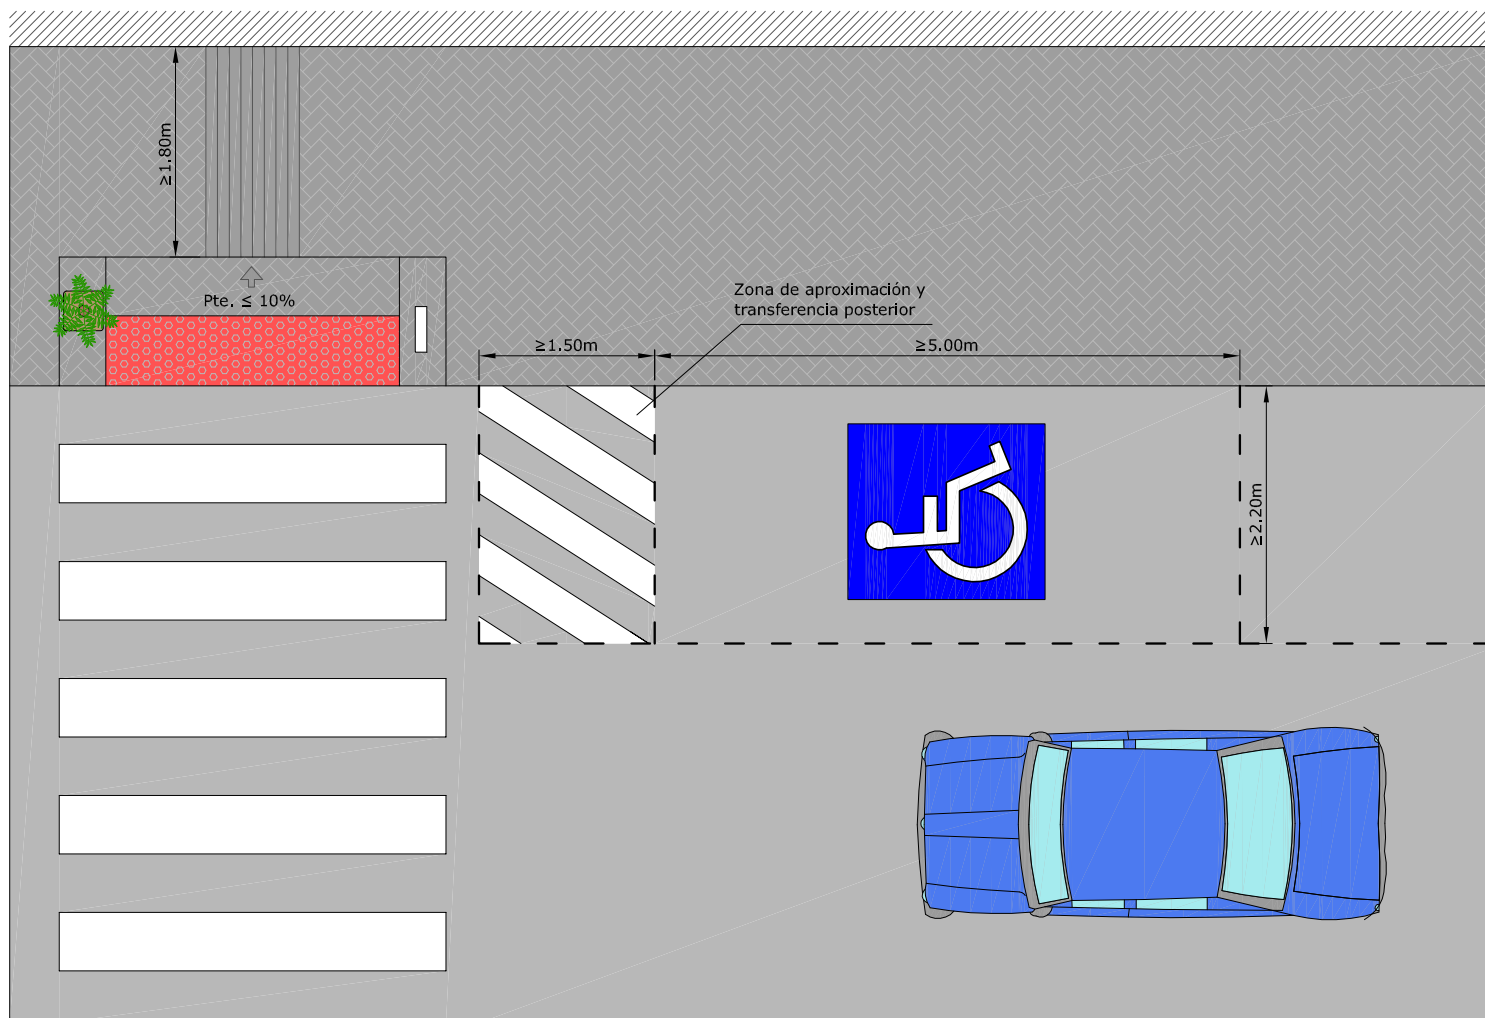 ≥1.80m
Pte. ≤ 10%
Zona de aproximación y
transferencia posterior
≥1.50m
≥5.00m
≥2.20m